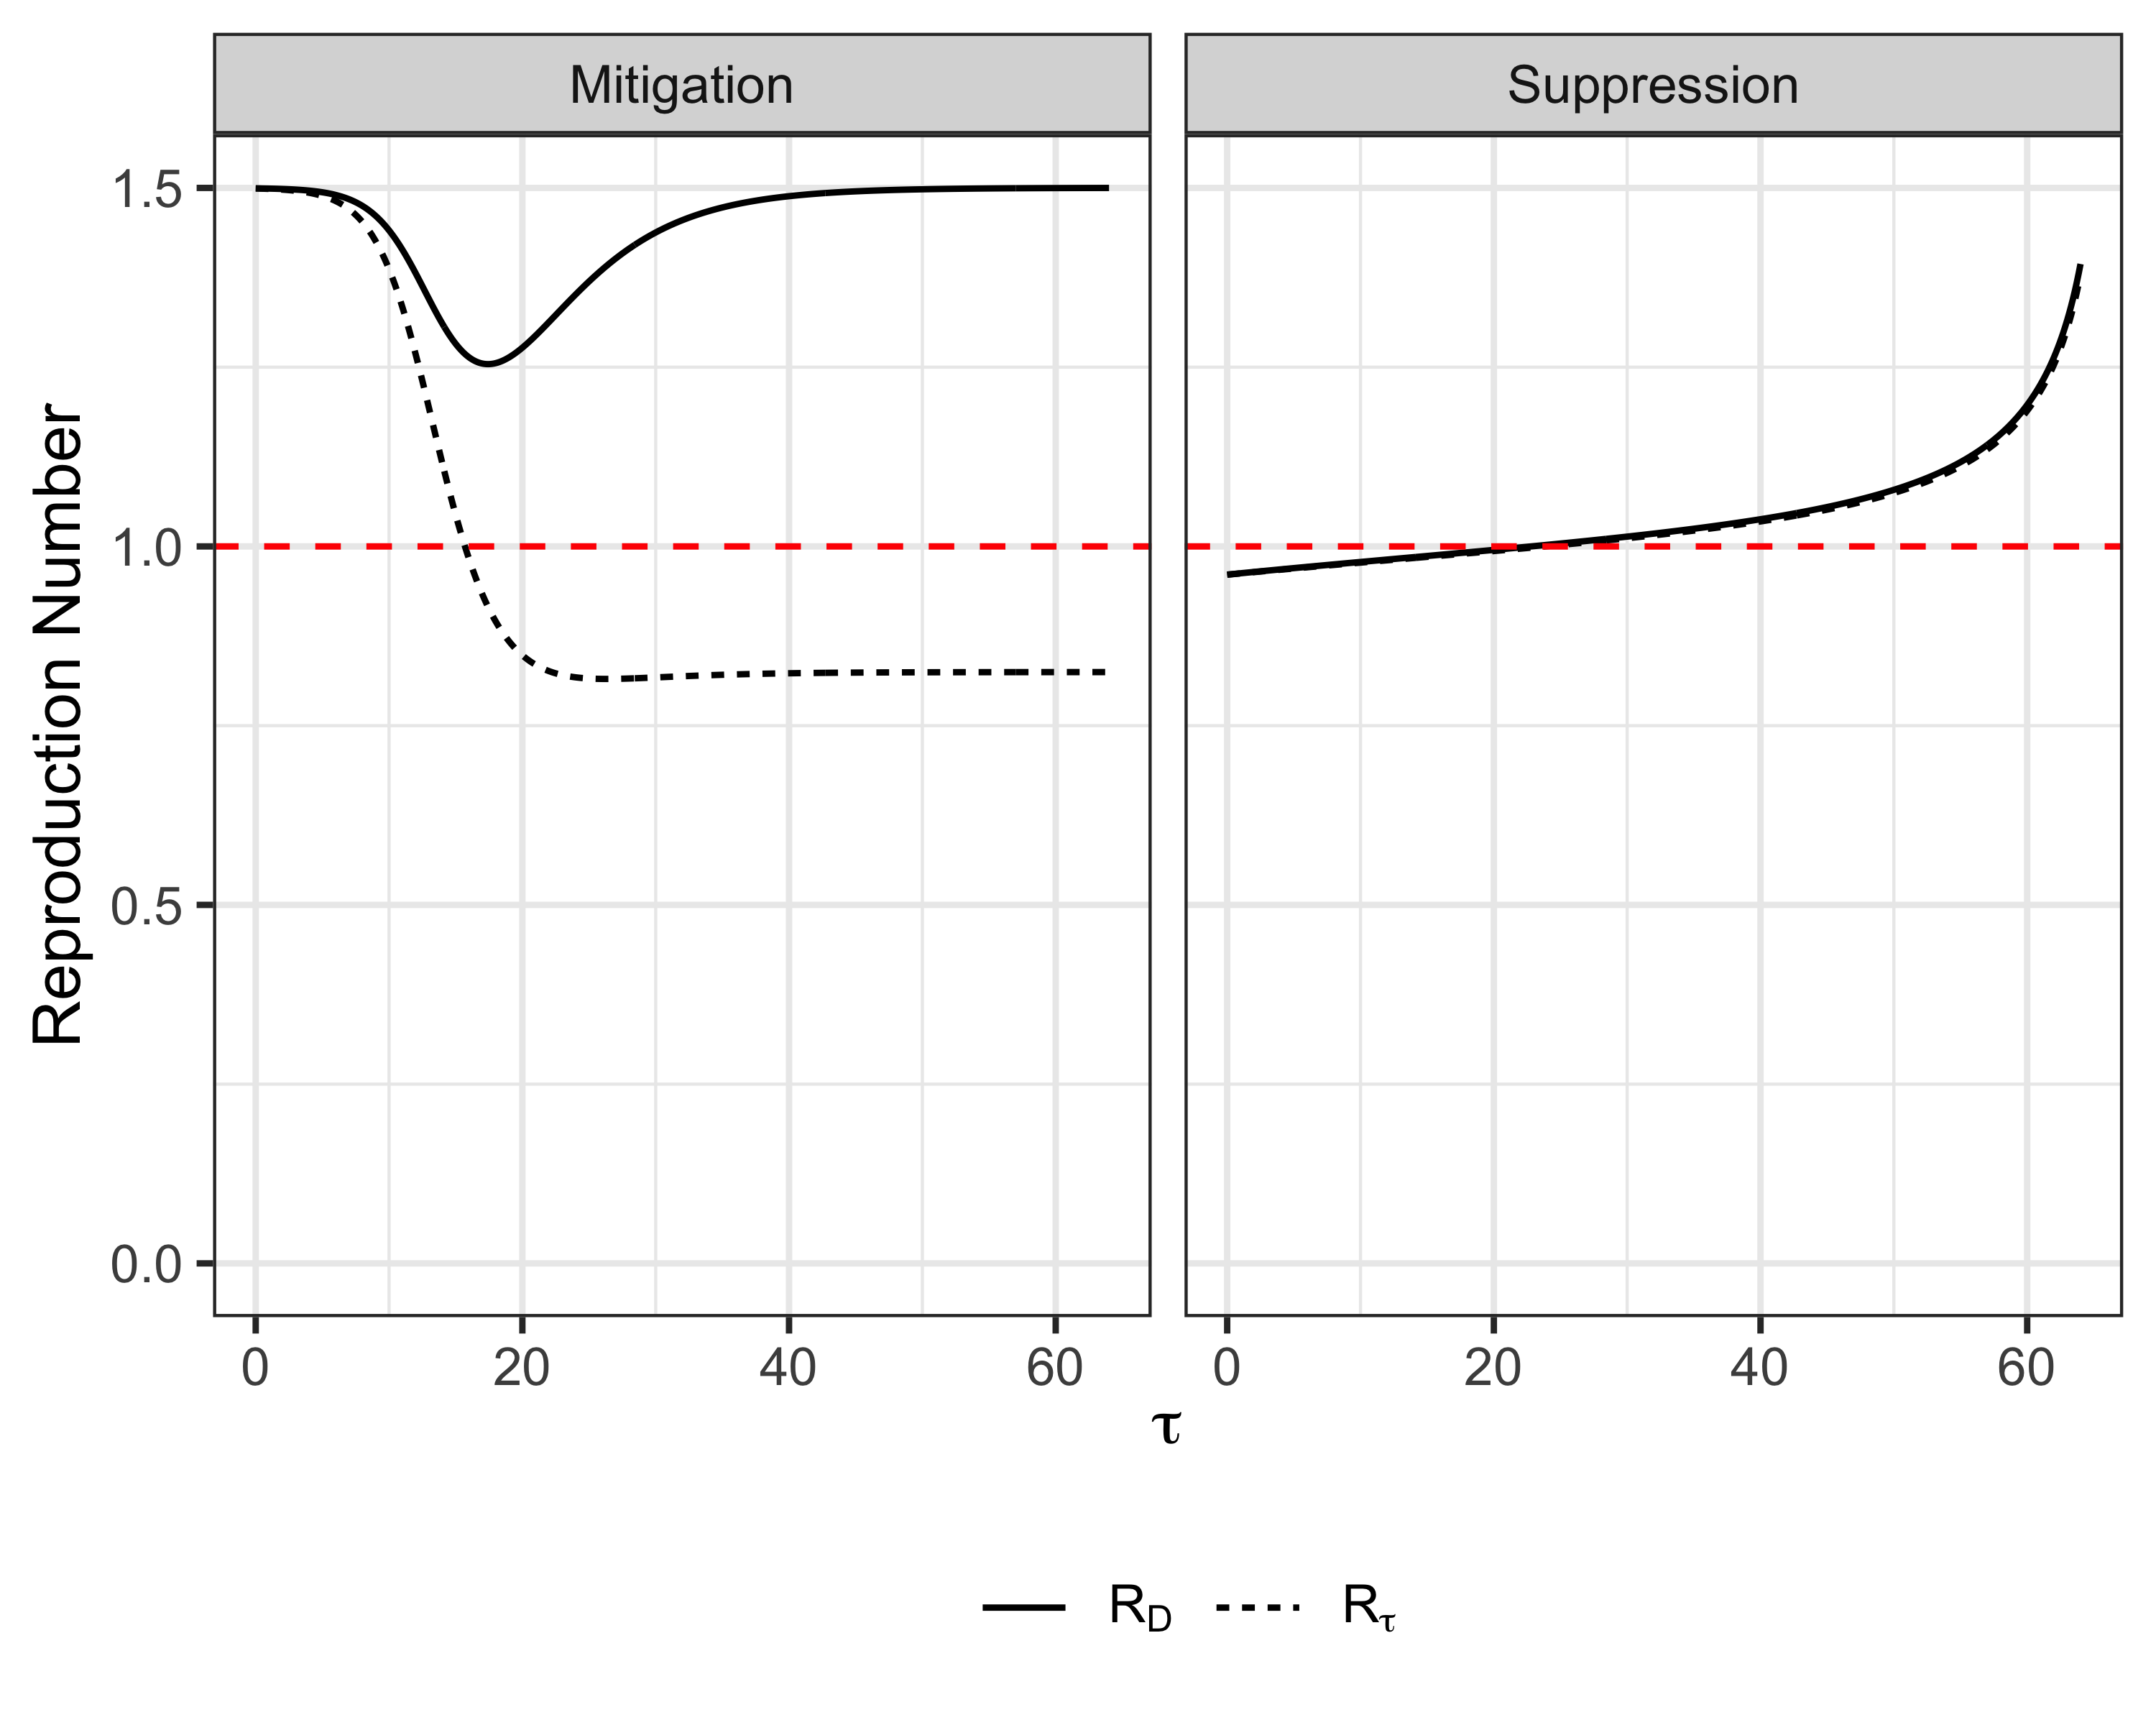 Mitigation
Suppression
Reproduction Number
1.5
1.0
0.5
0.0
0 20 40 60
0 20 40 60
τ
R_D R_τ